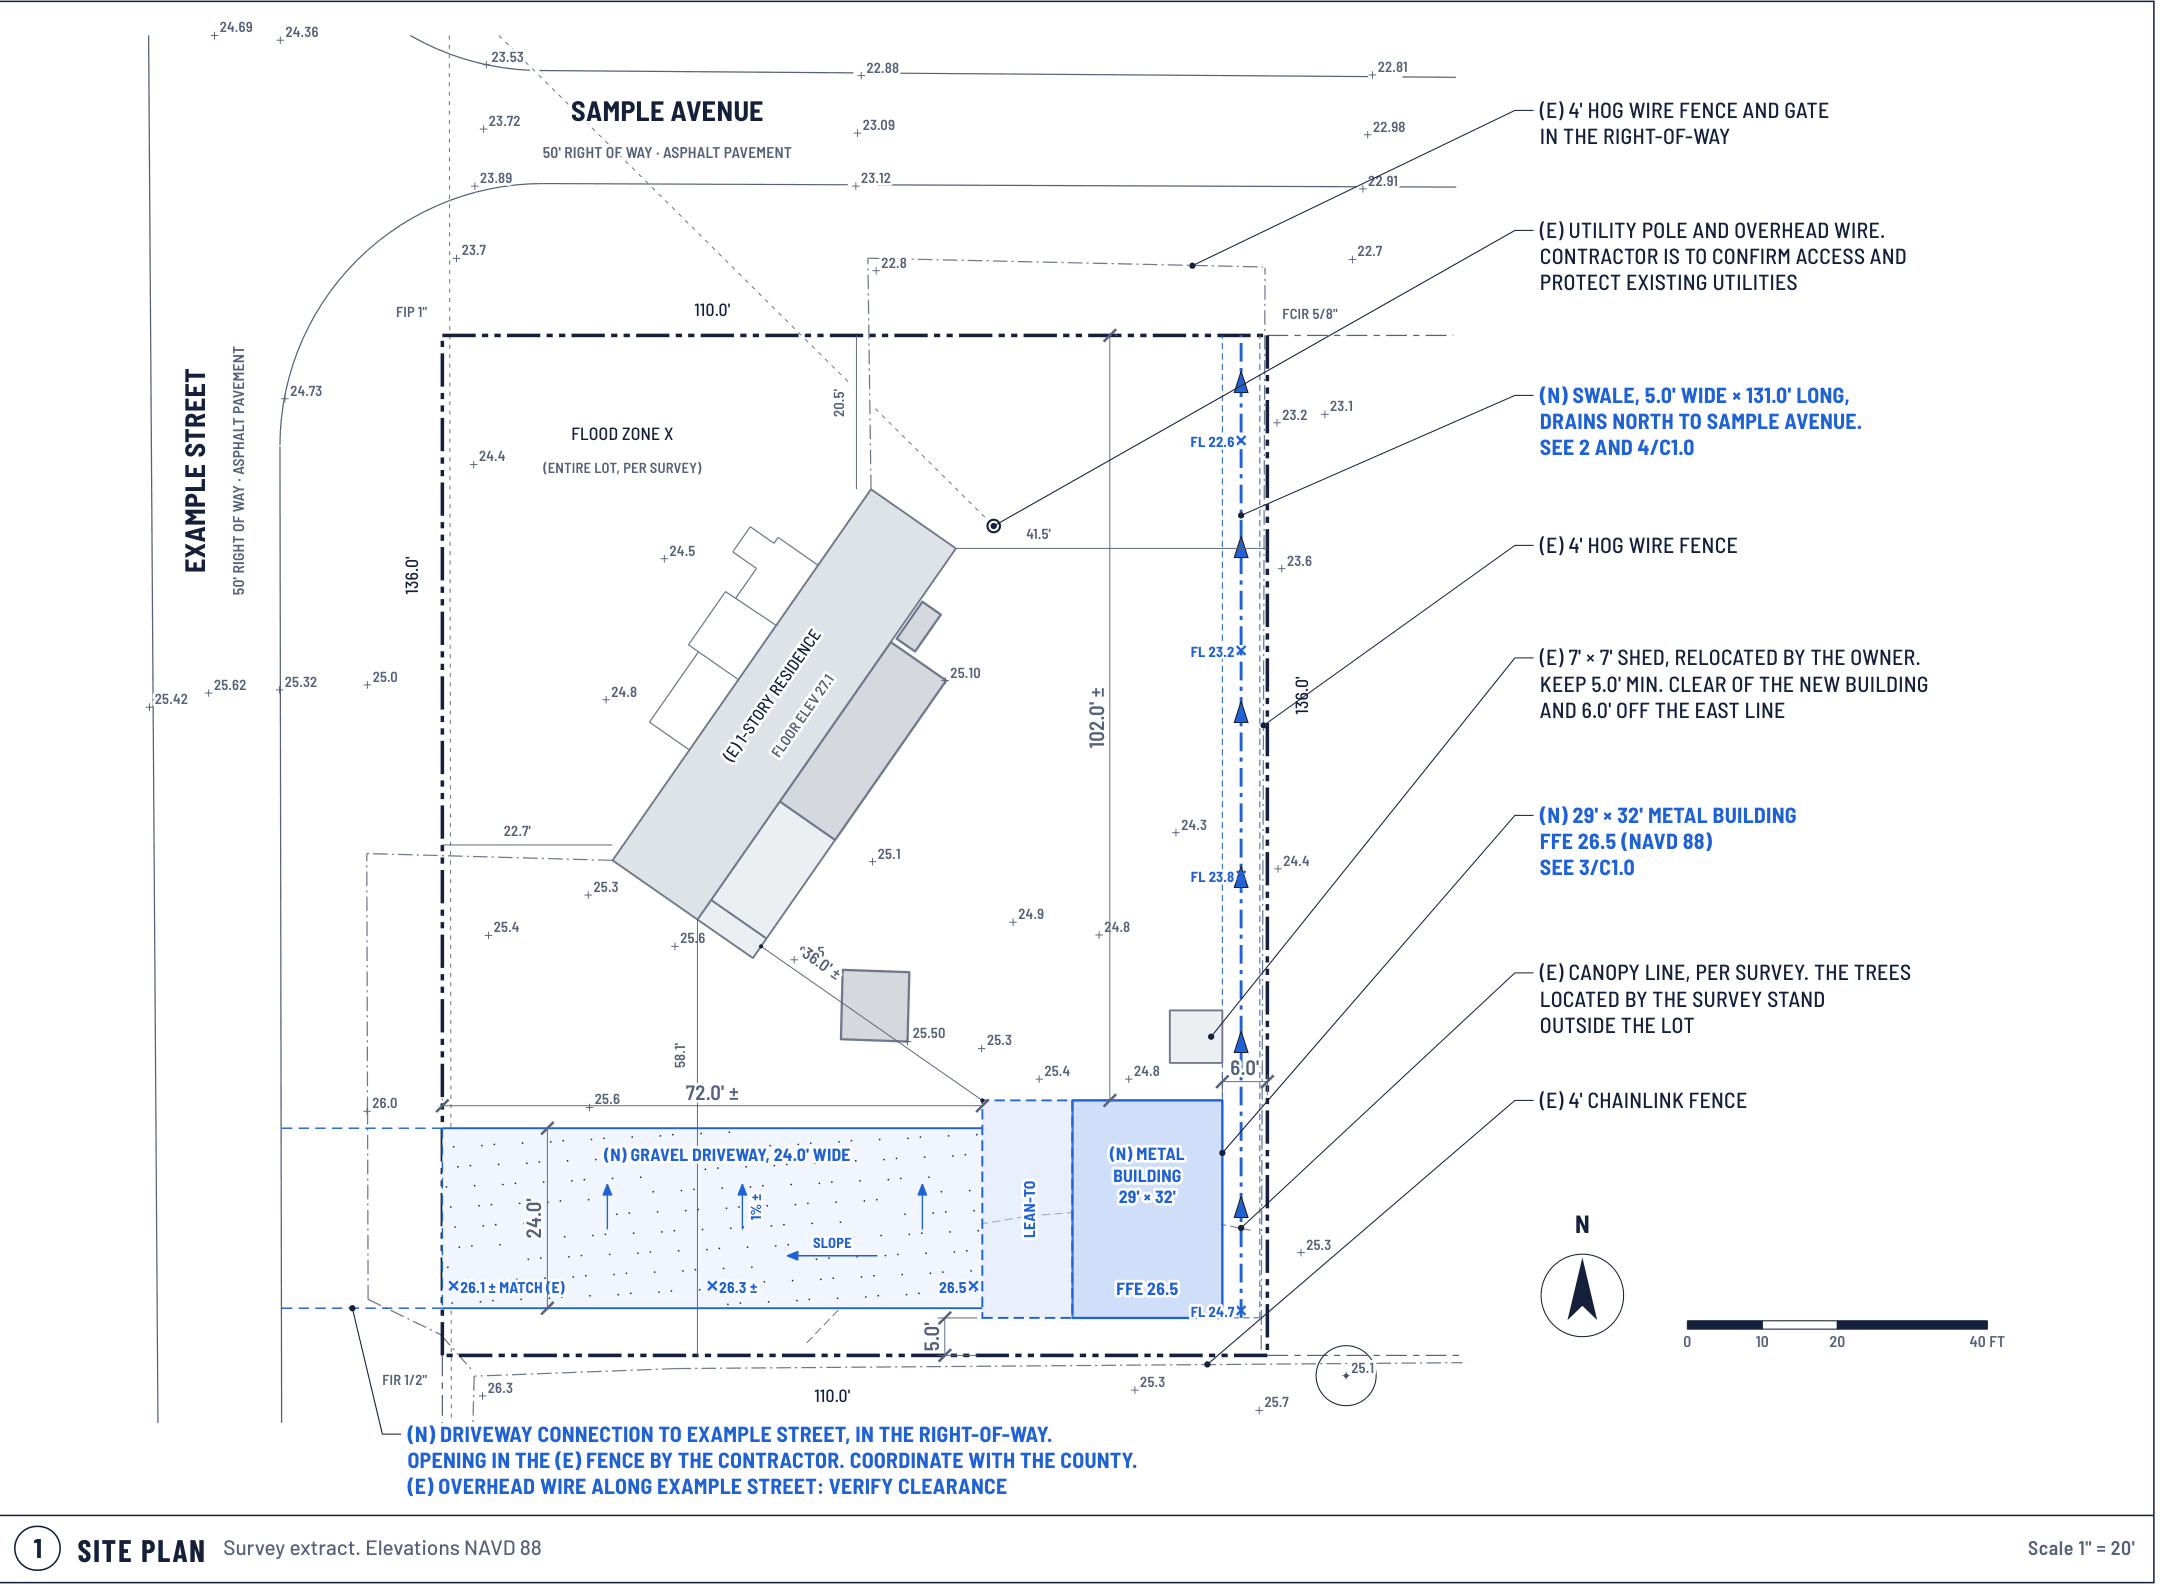 24.69
24.36
23.53
22.88
22.81
SAMPLE AVENUE
50' RIGHT OF WAY · ASPHALT PAVEMENT
23.72
23.09
22.98
23.89
23.12
22.91
23.7
22.8
22.7
FIP 1"
110.0'
FCIR 5/8"
EXAMPLE STREET
50' RIGHT OF WAY · ASPHALT PAVEMENT
24.73
136.0'
20.5'
FLOOD ZONE X
(ENTIRE LOT, PER SURVEY)
24.4
24.5
24.8
FL 22.6
23.2
23.1
41.5'
23.6
FL 23.2
136.0'
102.0' ±
(E) 1-STORY RESIDENCE
FLOOR ELEV 27.1
25.10
25.42
25.62
25.32
25.0
22.7'
24.3
25.1
FL 23.8
24.4
25.3
25.4
25.6
24.9
24.8
36.0' ±
25.50
25.3
58.1'
25.4
24.8
6.0'
72.0' ±
26.0
25.6
(N) GRAVEL DRIVEWAY, 24.0' WIDE
24.0'
1% ±
SLOPE
26.1 ± MATCH (E)
26.3 ±
26.5
LEAN-TO
(N) METAL
BUILDING
29' × 32'
FFE 26.5
FL 24.7
25.3
5.0'
FIR 1/2"
26.3
110.0'
25.3
25.7
25.1
(E) 4' HOG WIRE FENCE AND GATE
IN THE RIGHT-OF-WAY
(E) UTILITY POLE AND OVERHEAD WIRE.
CONTRACTOR IS TO CONFIRM ACCESS AND
PROTECT EXISTING UTILITIES
(N) SWALE, 5.0' WIDE × 131.0' LONG,
DRAINS NORTH TO SAMPLE AVENUE.
SEE 2 AND 4/C1.0
(E) 4' HOG WIRE FENCE
(E) 7' × 7' SHED, RELOCATED BY THE OWNER.
KEEP 5.0' MIN. CLEAR OF THE NEW BUILDING
AND 6.0' OFF THE EAST LINE
(N) 29' × 32' METAL BUILDING
FFE 26.5 (NAVD 88)
SEE 3/C1.0
(E) CANOPY LINE, PER SURVEY. THE TREES
LOCATED BY THE SURVEY STAND
OUTSIDE THE LOT
(E) 4' CHAINLINK FENCE
N
0 10 20 40 FT
(N) DRIVEWAY CONNECTION TO EXAMPLE STREET, IN THE RIGHT-OF-WAY.
OPENING IN THE (E) FENCE BY THE CONTRACTOR. COORDINATE WITH THE COUNTY.
(E) OVERHEAD WIRE ALONG EXAMPLE STREET: VERIFY CLEARANCE
1 SITE PLAN Survey extract. Elevations NAVD 88
Scale 1" = 20'